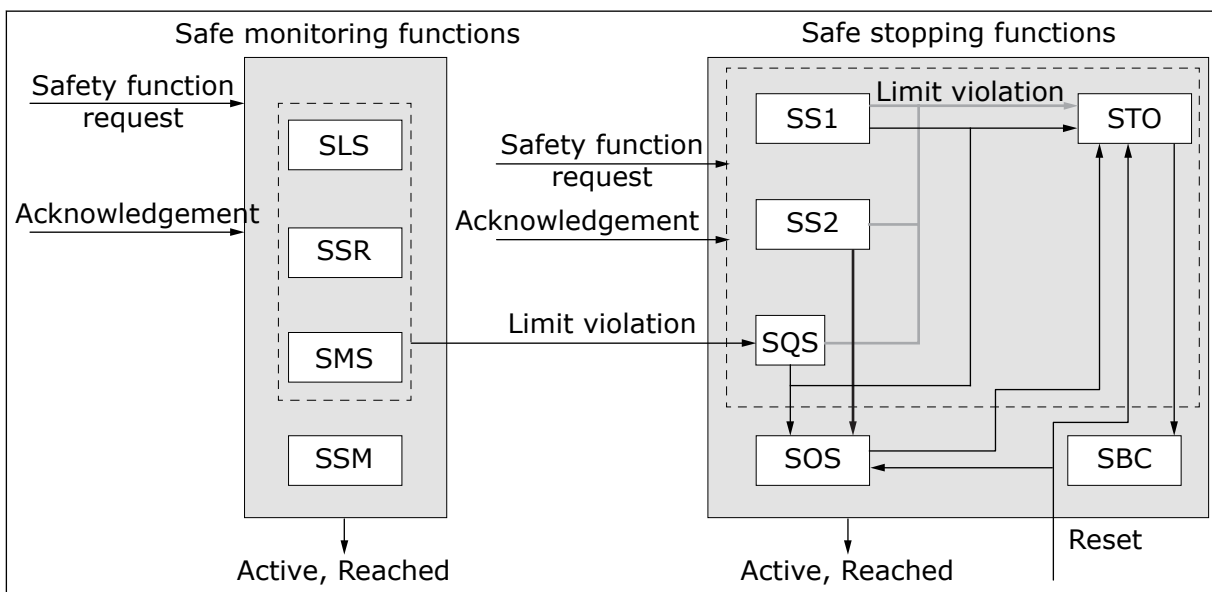 Safe monitoring functions
Safety function
request
Acknowledgement
SLS
SSR
SMS
SSM
Active, Reached
Limit violation
Safe stopping functions
Safety function
request
Acknowledgement
SS1
Limit violation
STO
SS2
SQS
SOS
SBC
Active, Reached
Reset